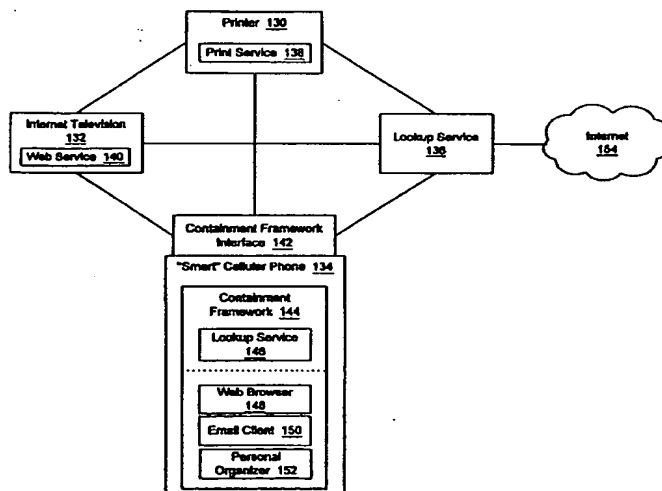 Printer 130
Print Service 138
Internet Television
132
Web Service 140
Lookup Service
136
Internet
154
Containment Framework
Interface 142
"Smart" Cellular Phone 134
Containment
Framework 144
Lookup Service
146
Web Browser
148
Email Client 150
Personal
Organizer 152